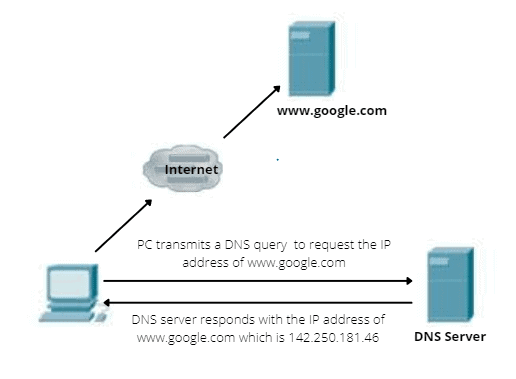 www.google.com
Internet
PC transmits a DNS query to request the IP
address of www.google.com
DNS server responds with the IP address of
www.google.com which is 142.250.181.46
DNS Server